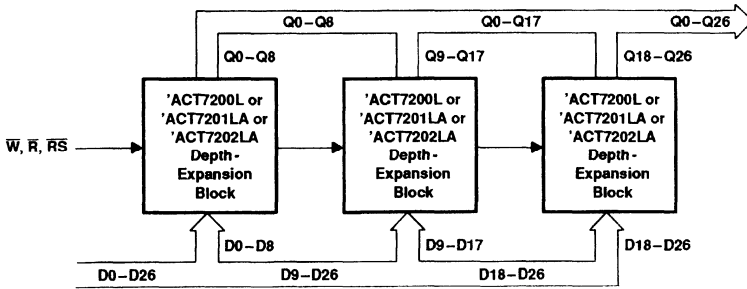 Q0–Q8
Q0–Q17
Q0–Q26
Q0–Q8
Q9–Q17
Q18–Q26
'ACT7200L or
'ACT7201LA or
'ACT7202LA
Depth-
Expansion
Block
'ACT7200L or
'ACT7201LA or
'ACT7202LA
Depth-
Expansion
Block
'ACT7200L or
'ACT7201LA or
'ACT7202LA
Depth-
Expansion
Block
W̅, R̅, R̅S̅
D0–D8
D9–D17
D18–D26
D0–D26
D9–D26
D18–D26